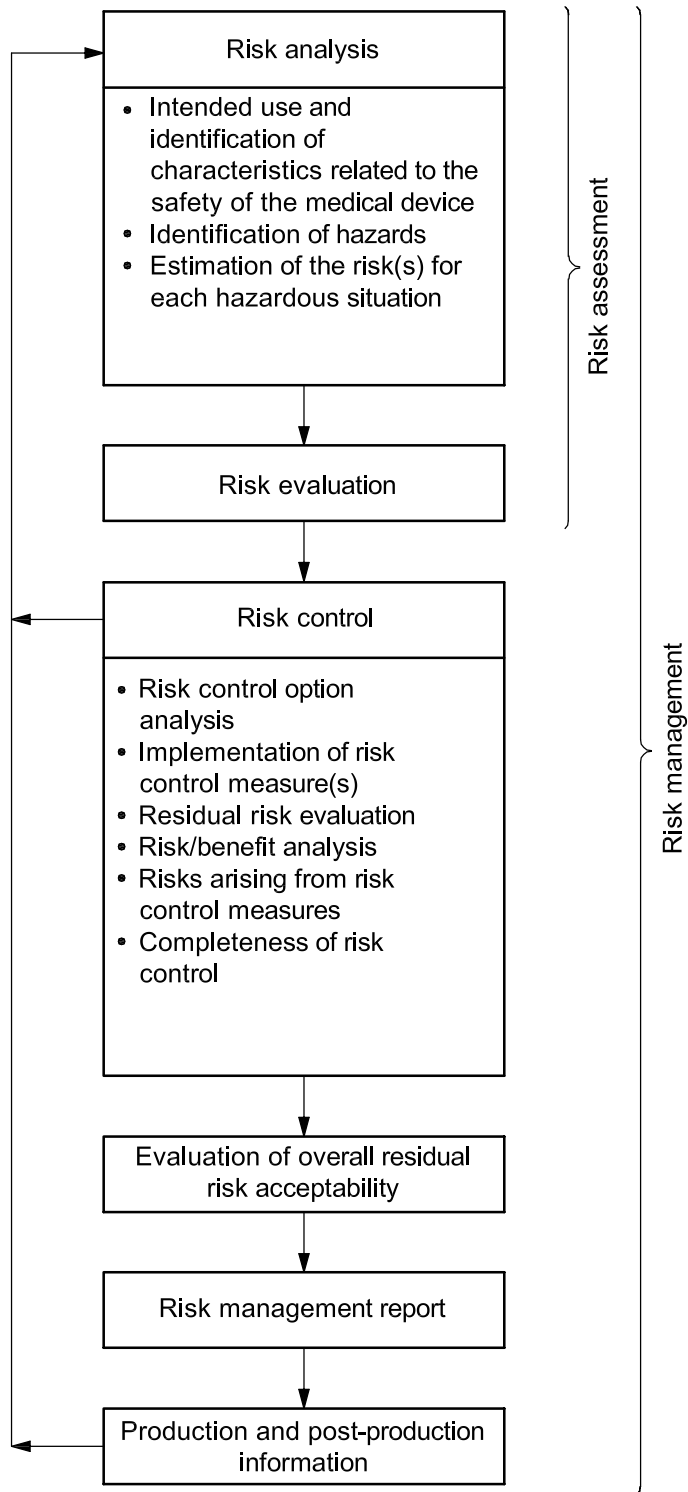 Risk analysis
• Intended use and
identification of
characteristics related to the
safety of the medical device
• Identification of hazards
• Estimation of the risk(s) for
each hazardous situation
Risk evaluation
Risk assessment
Risk control
• Risk control option
analysis
• Implementation of risk
control measure(s)
• Residual risk evaluation
• Risk/benefit analysis
• Risks arising from risk
control measures
• Completeness of risk
control
Evaluation of overall residual
risk acceptability
Risk management report
Production and post-production
information
Risk management